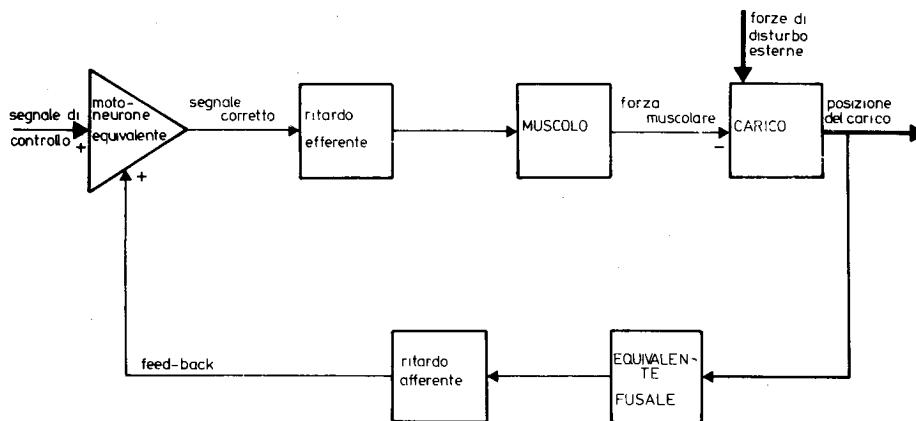 forze di
disturbo
esterne
segnale di
controllo
+
moto-
neurone
equivalente
+
segnale
corretto
ritardo
efferente
MUSCOLO
forza
muscolare
−
CARICO
posizione
del carico
feed-back
ritardo
afferente
EQUIVALEN-
TE
FUSALE